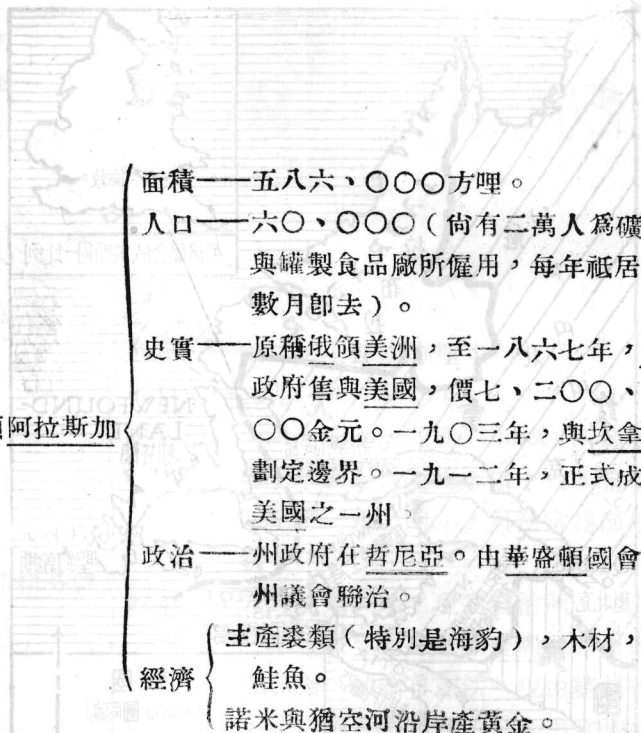 面積——五八六、〇〇〇方哩。
人口——六〇、〇〇〇（尙有二萬人爲礦
與罐製食品廠所僱用，每年祇居
數月卽去）。
史實——原稱俄領美洲，至一八六七年，
政府售與美國，價七、二〇〇、
〇〇金元。一九〇三年，與坎拿
阿拉斯加
劃定邊界。一九一二年，正式成
美國之一州。
政治——州政府在哲尼亞。由華盛頓國會
州議會聯治。
主產裘類（特別是海豹），木材，
經濟
鮭魚。
諾米與猶空河沿岸產黃金。
NEWFOUND
LAN